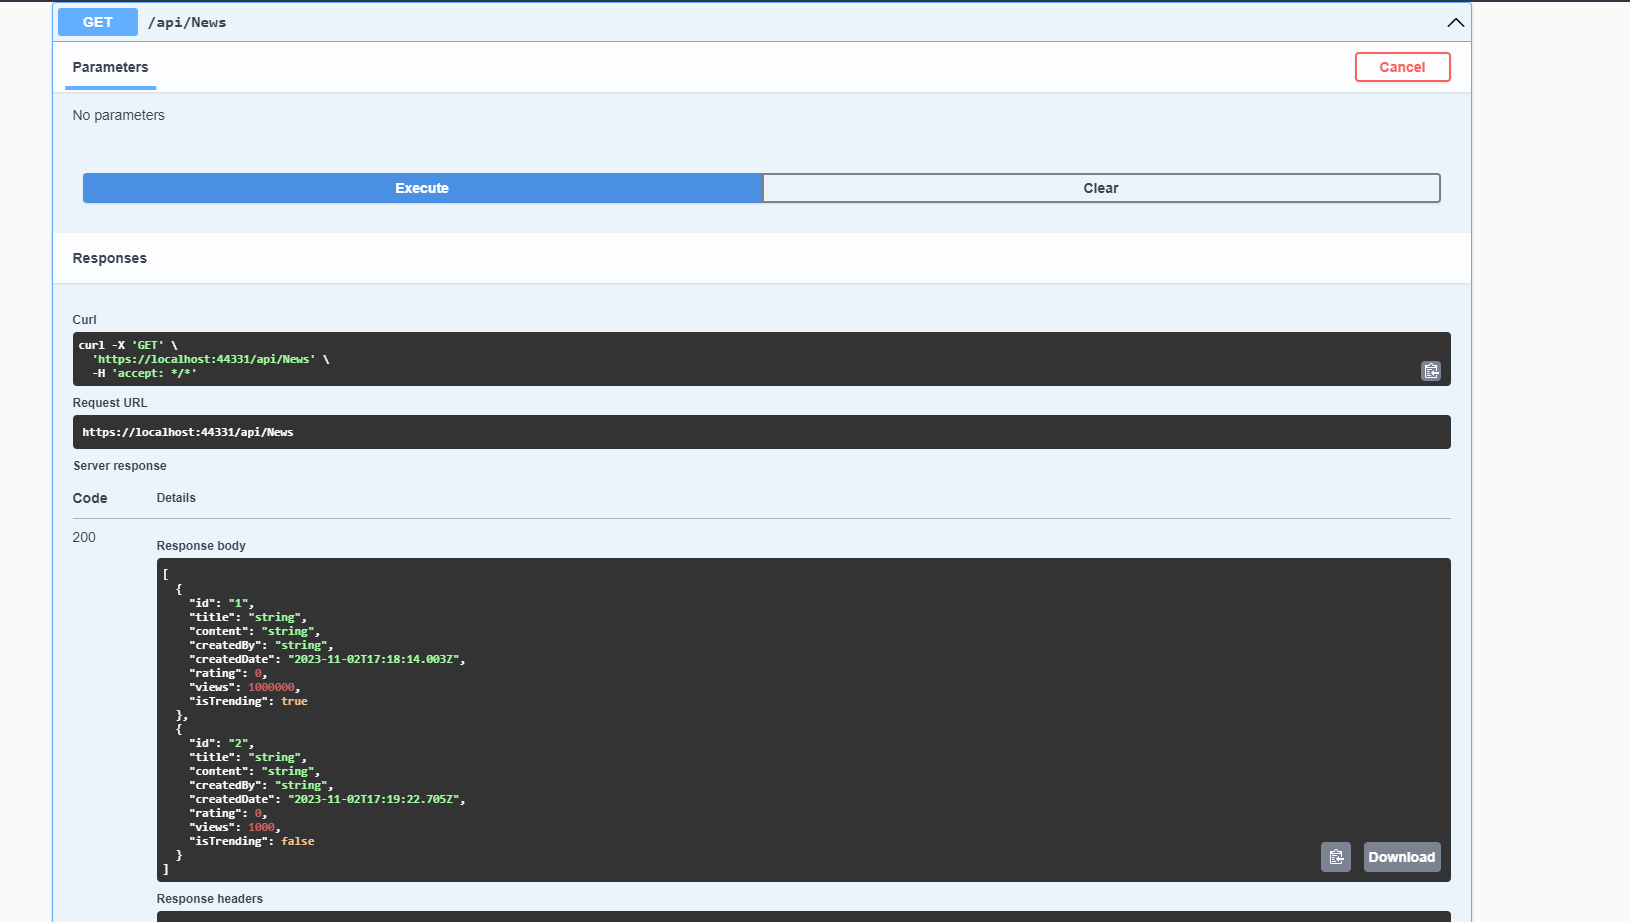 GET /api/News
Parameters
Cancel
No parameters
Execute
Clear
Responses
Curl
curl -X 'GET' \
  'https://localhost:44331/api/News' \
  -H 'accept: */*'
Request URL
https://localhost:44331/api/News
Server response
Code Details
200
Response body
[
  {
    "id": "1",
    "title": "string",
    "content": "string",
    "createdBy": "string",
    "createdDate": "2023-11-02T17:18:14.003Z",
    "rating": 0,
    "views": 1000000,
    "isTrending": true
  },
  {
    "id": "2",
    "title": "string",
    "content": "string",
    "createdBy": "string",
    "createdDate": "2023-11-02T17:19:22.705Z",
    "rating": 0,
    "views": 1000,
    "isTrending": false
  }
]
Download
Response headers